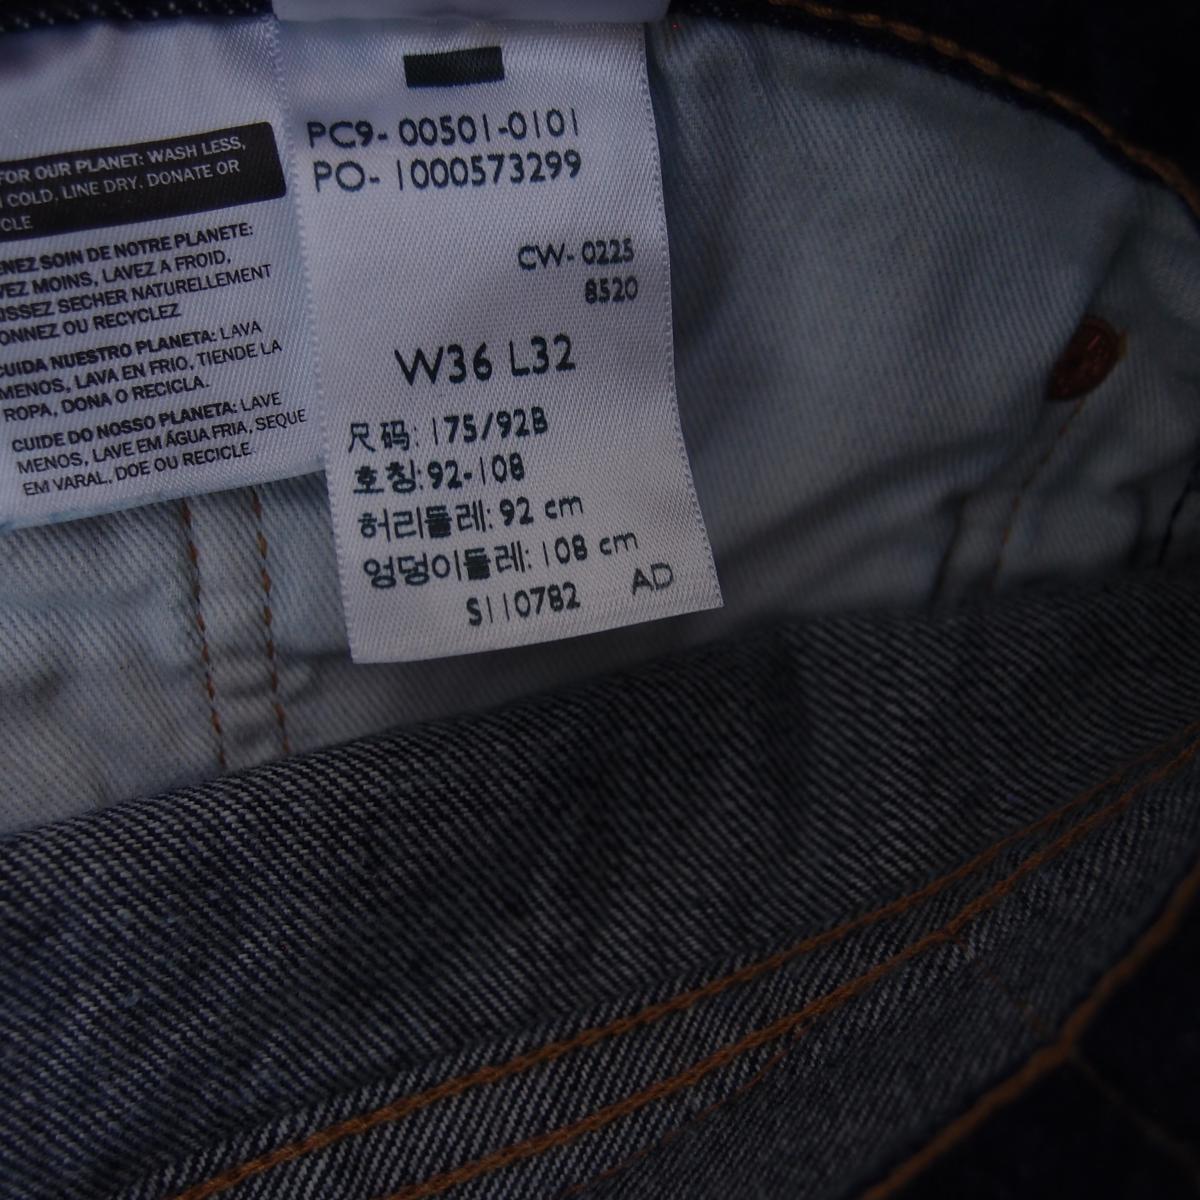 FOR OUR PLANET: WASH LESS,
COLD, LINE DRY, DONATE OR
CLE
ENEZ SOIN DE NOTRE PLANETE:
VEZ MOINS, LAVEZ A FROID,
ISSEZ SECHER NATURELLEMENT
ONNEZ OU RECYCLEZ
CUIDA NUESTRO PLANETA: LAVA
MENOS, LAVA EN FRIO, TIENDE LA
ROPA, DONA O RECICLA.
CUIDE DO NOSSO PLANETA: LAVE
MENOS, LAVE EM ÁGUA FRIA, SEQUE
EM VARAL, DOE OU RECICLE.
PC9- 00501-0101
PO- 1000573299
CW- 0225
8520
W36 L32
尺码: 175/92B
호칭: 92-108
허리둘레: 92 cm
엉덩이둘레: 108 cm
S110782 AD